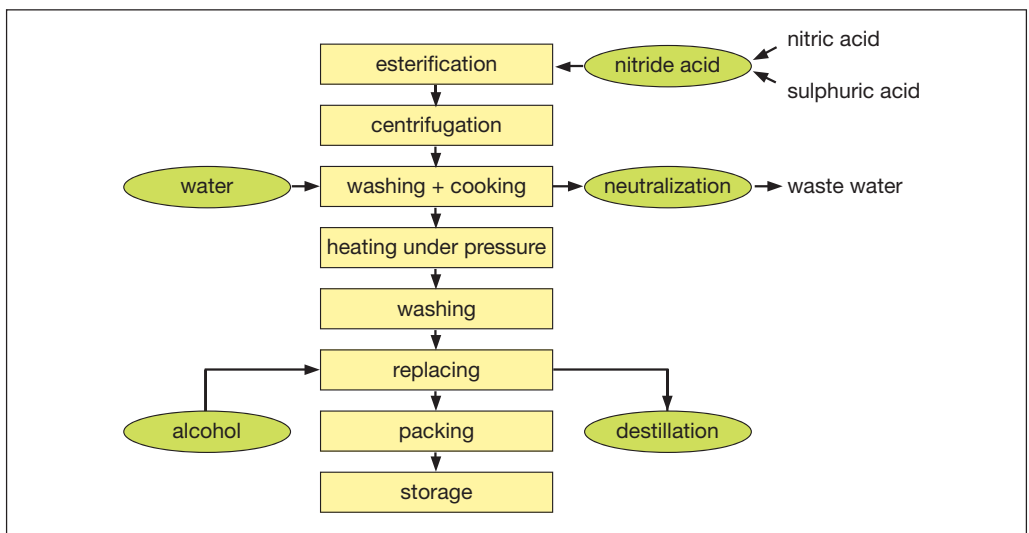 nitric acid
esterification
nitride acid
sulphuric acid
centrifugation
water
washing + cooking
neutralization
waste water
heating under pressure
washing
replacing
alcohol
packing
destillation
storage